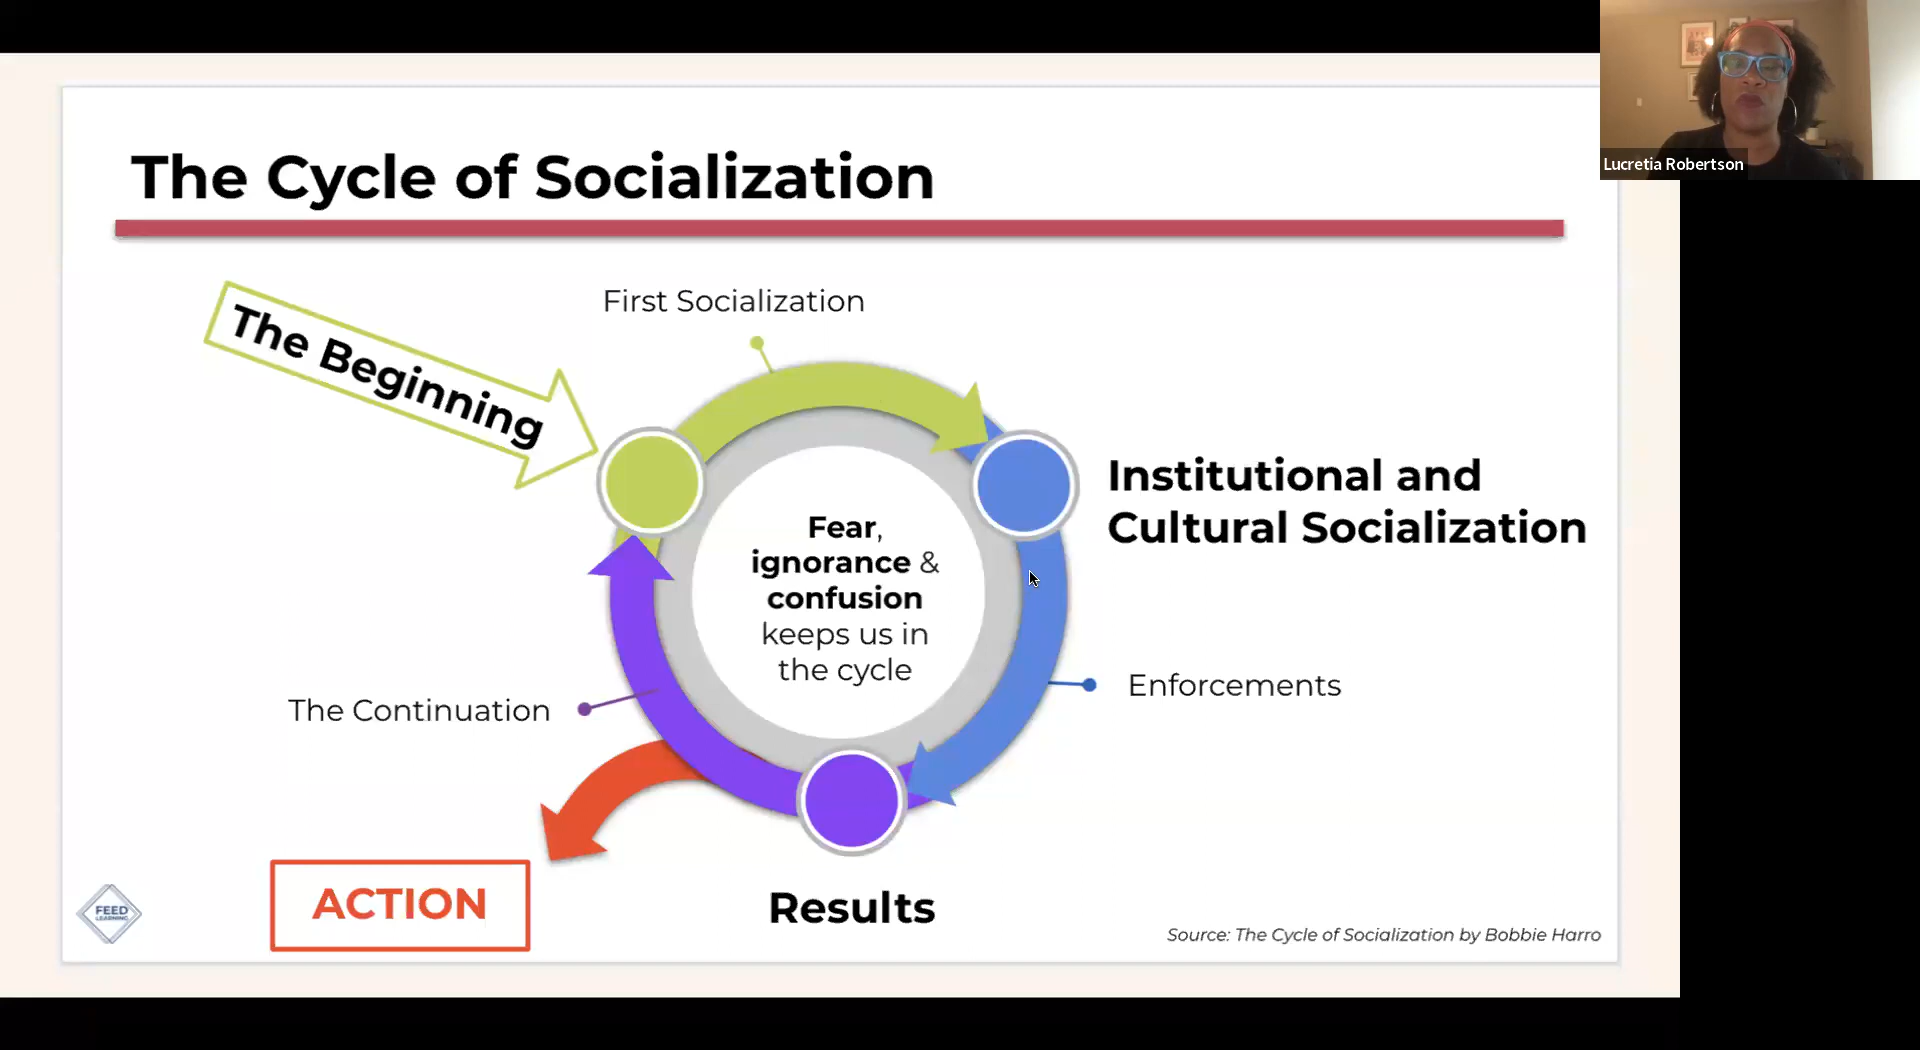 The Cycle of Socialization
Lucretia Robertson
The Beginning
First Socialization
Institutional and
Cultural Socialization
Fear,
ignorance &
confusion
keeps us in
the cycle
Enforcements
The Continuation
ACTION
Results
FEED
LEARNING
Source: The Cycle of Socialization by Bobbie Harro